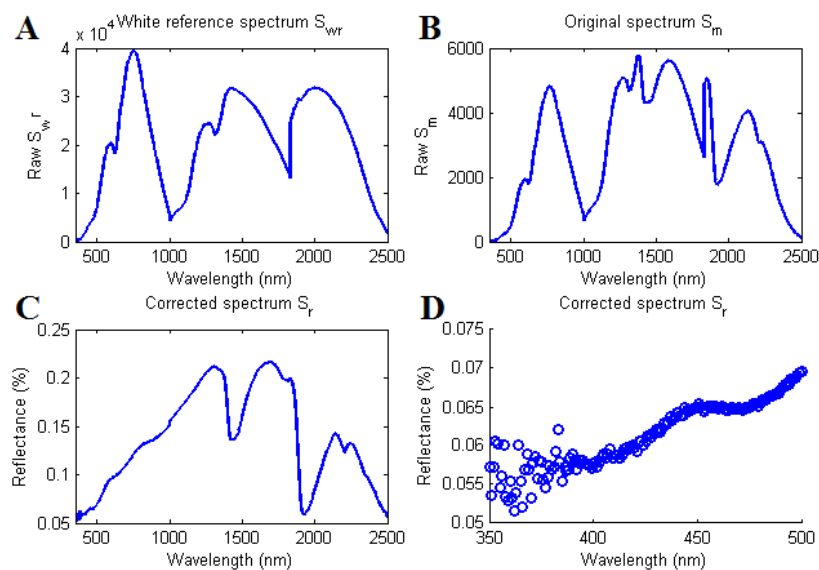 A
White reference spectrum S_wr
x 10^4
4
3
2
1
0
Raw S_w r
500 1000 1500 2000 2500
Wavelength (nm)
B
Original spectrum S_m
6000
4000
2000
0
Raw S_m
500 1000 1500 2000 2500
Wavelength (nm)
C
Corrected spectrum S_r
0.25
0.2
0.15
0.1
0.05
Reflectance (%)
500 1000 1500 2000 2500
Wavelength (nm)
D
Corrected spectrum S_r
0.075
0.07
0.065
0.06
0.055
0.05
Reflectance (%)
350 400 450 500
Wavelength (nm)